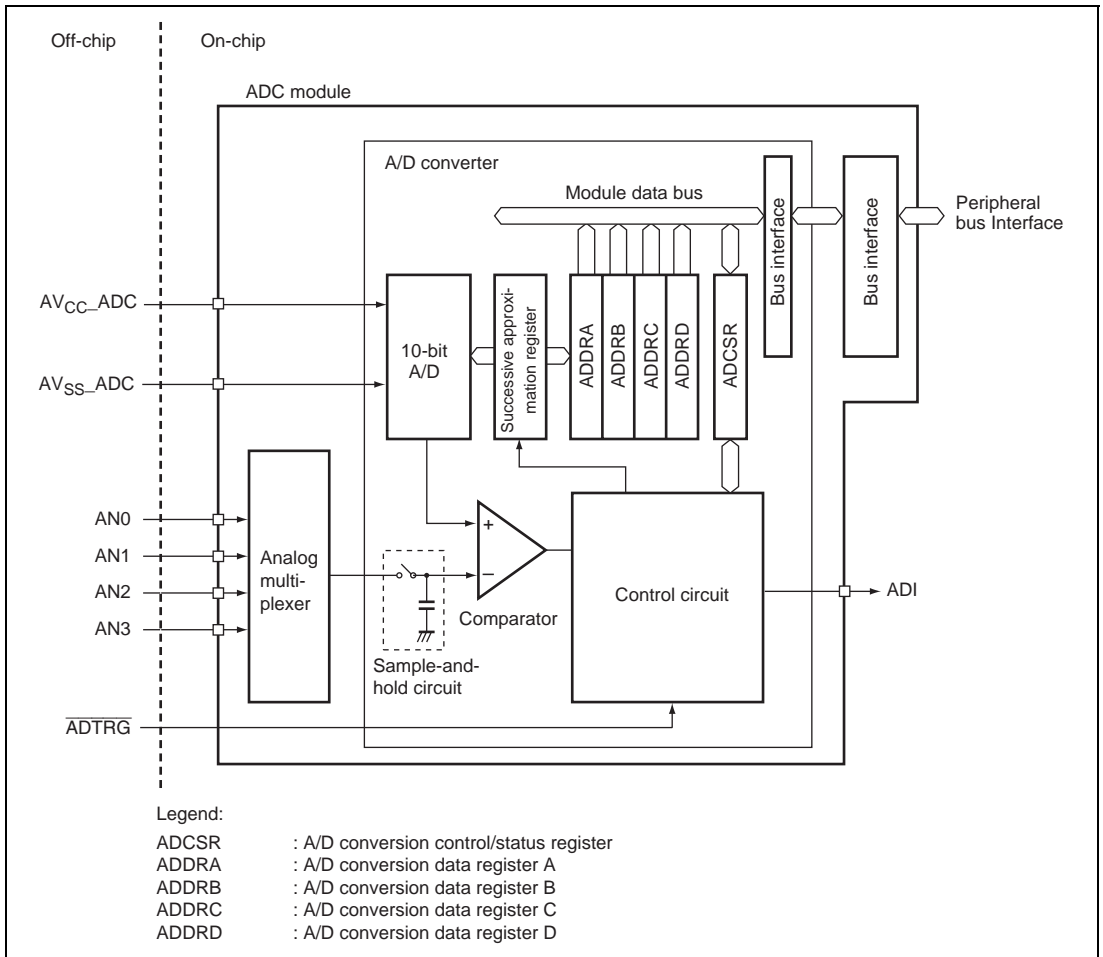 Off-chip
On-chip
ADC module
A/D converter
Module data bus
Bus interface
Bus interface
Peripheral
bus Interface
AVCC_ADC
AVSS_ADC
10-bit
A/D
Successive approxi-
mation register
ADDRA
ADDRB
ADDRC
ADDRD
ADCSR
AN0
AN1
AN2
AN3
Analog
multi-
plexer
+
−
Comparator
Sample-and-
hold circuit
Control circuit
ADI
ADTRG
Legend:
ADCSR : A/D conversion control/status register
ADDRA : A/D conversion data register A
ADDRB : A/D conversion data register B
ADDRC : A/D conversion data register C
ADDRD : A/D conversion data register D